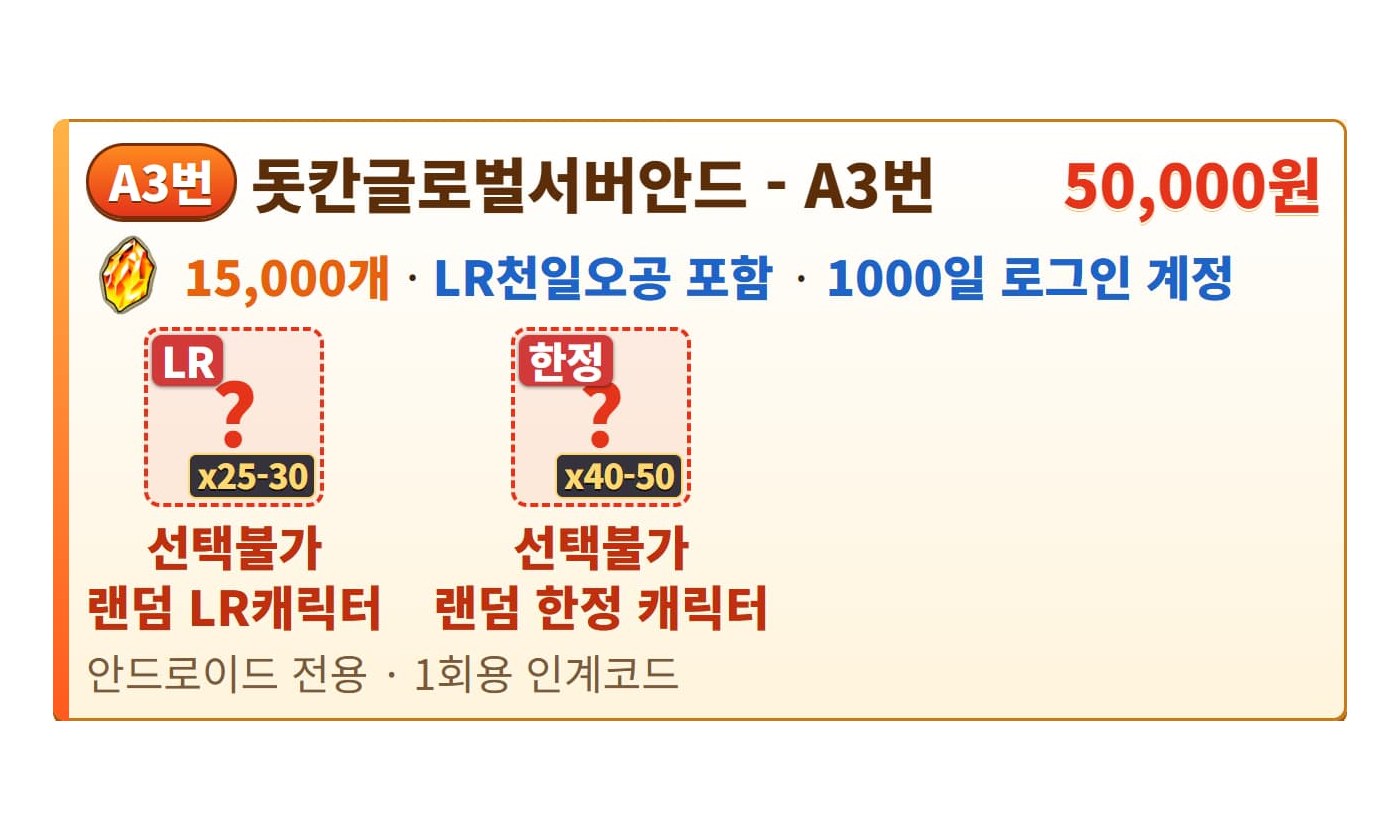 A3번 돗칸글로벌서버안드 - A3번 50,000원
15,000개 · LR천일오공 포함 · 1000일 로그인 계정
LR 한정
? ?
x25-30 x40-50
선택불가 선택불가
랜덤 LR캐릭터 랜덤 한정 캐릭터
안드로이드 전용 · 1회용 인계코드